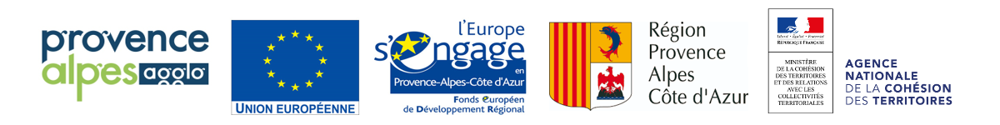 provence
alpes agglo
UNION EUROPÉENNE
l'Europe
s'engage
en
Provence-Alpes-Côte d'Azur
Fonds Européen
de Développement Régional
Région
Provence
Alpes
Côte d'Azur
Liberté • Égalité • Fraternité
RÉPUBLIQUE FRANÇAISE
MINISTÈRE
DE LA COHÉSION
DES TERRITOIRES
ET DES RELATIONS
AVEC LES
COLLECTIVITÉS
TERRITORIALES
AGENCE
NATIONALE
DE LA COHÉSION
DES TERRITOIRES